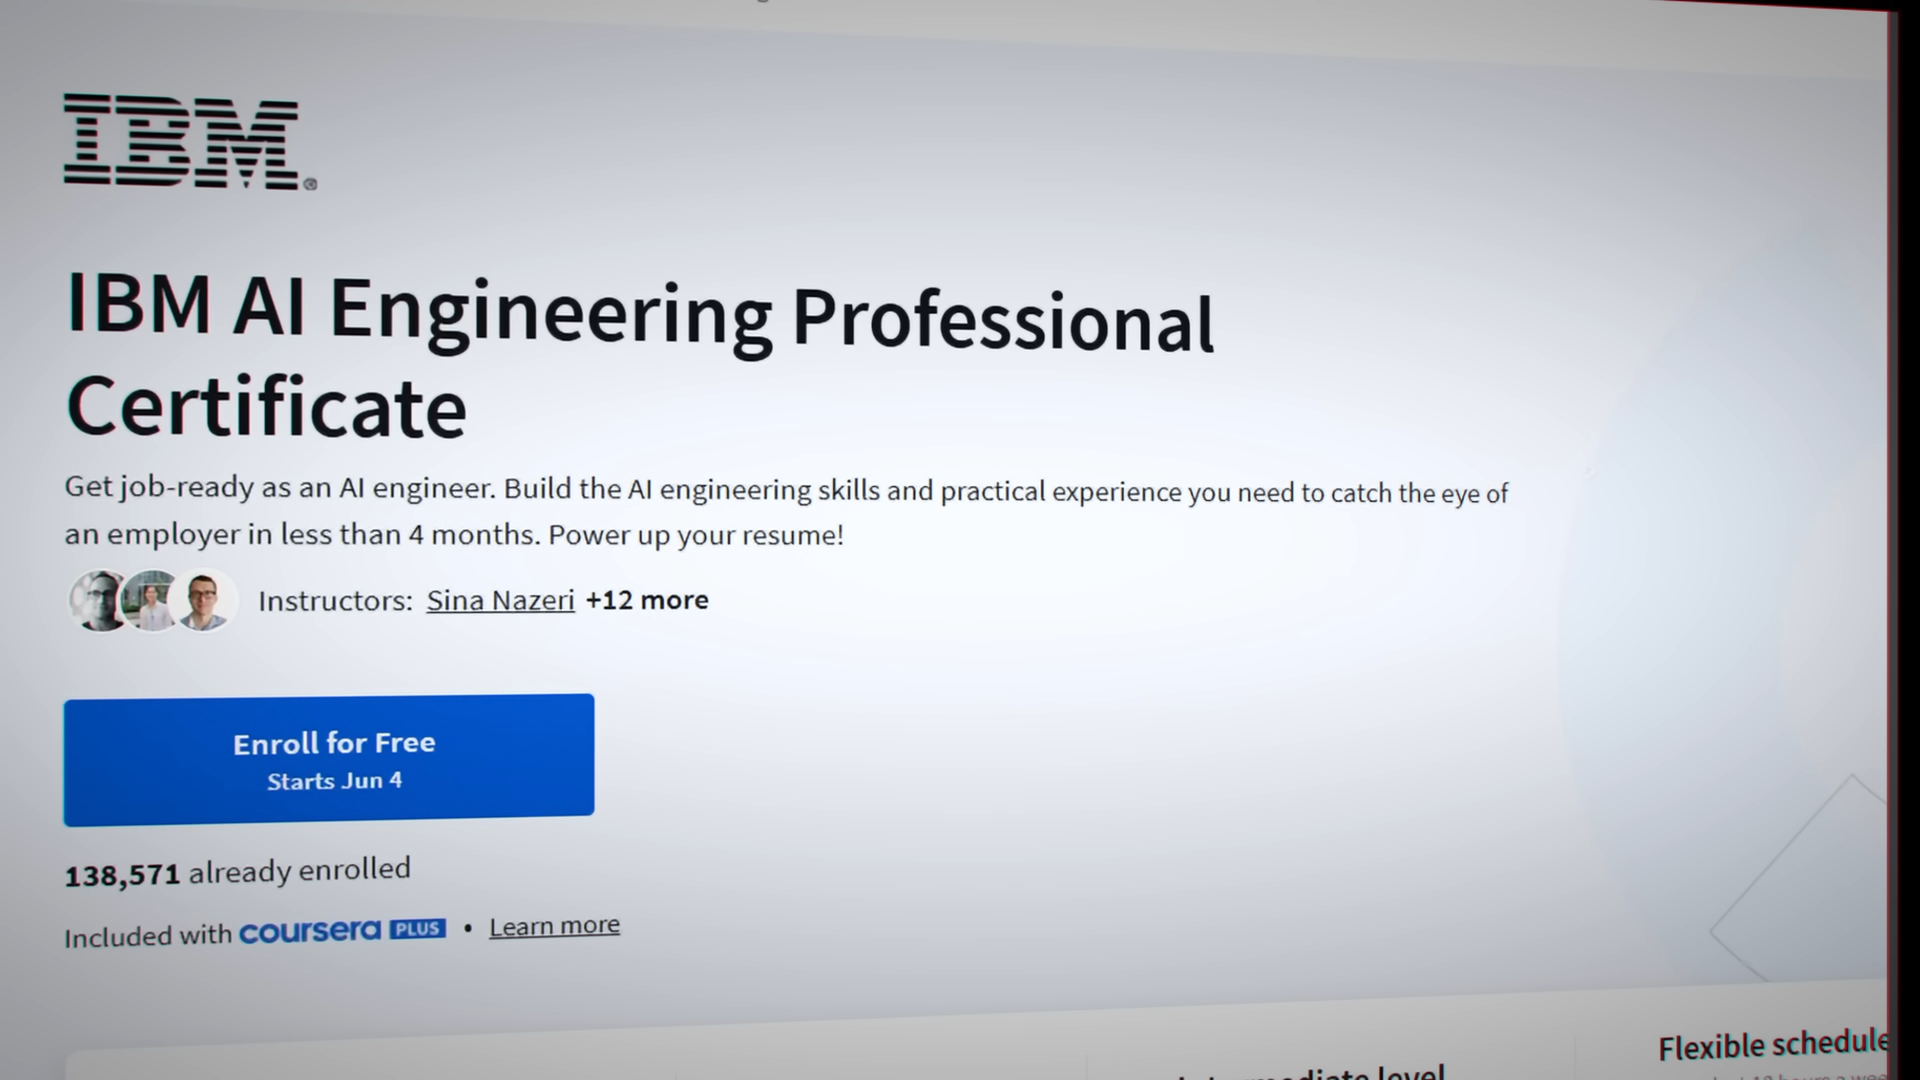 IBM®
IBM AI Engineering Professional
Certificate
Get job-ready as an AI engineer. Build the AI engineering skills and practical experience you need to catch the eye of
an employer in less than 4 months. Power up your resume!
Instructors: Sina Nazeri +12 more
Enroll for Free
Starts Jun 4
138,571 already enrolled
Included with coursera PLUS • Learn more
Flexible schedule
level